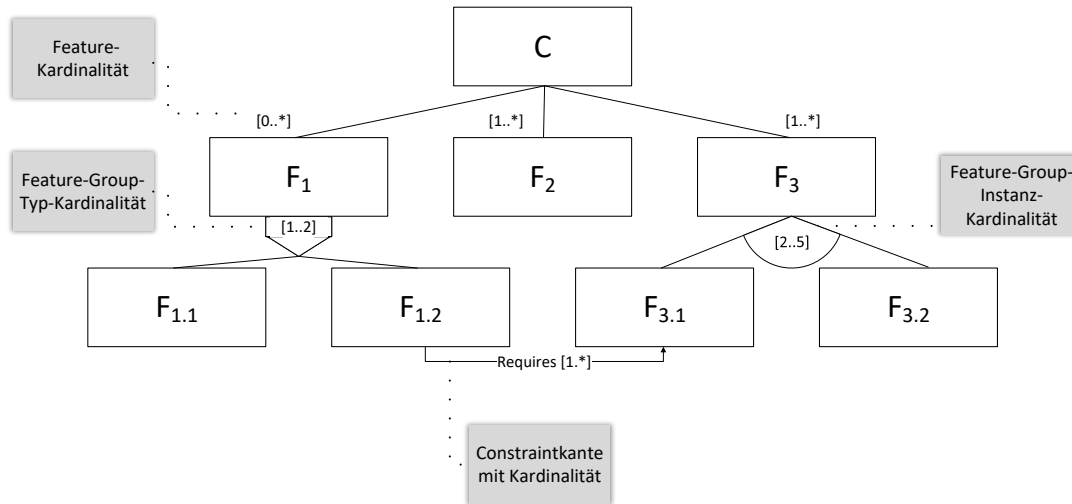 C
Feature-
Kardinalität
[0..*]
[1..*]
[1..*]
F1
F2
F3
Feature-Group-
Typ-Kardinalität
Feature-Group-
Instanz-
Kardinalität
[1..2]
[2..5]
F1.1
F1.2
F3.1
F3.2
Requires [1.*]
Constraintkante
mit Kardinalität